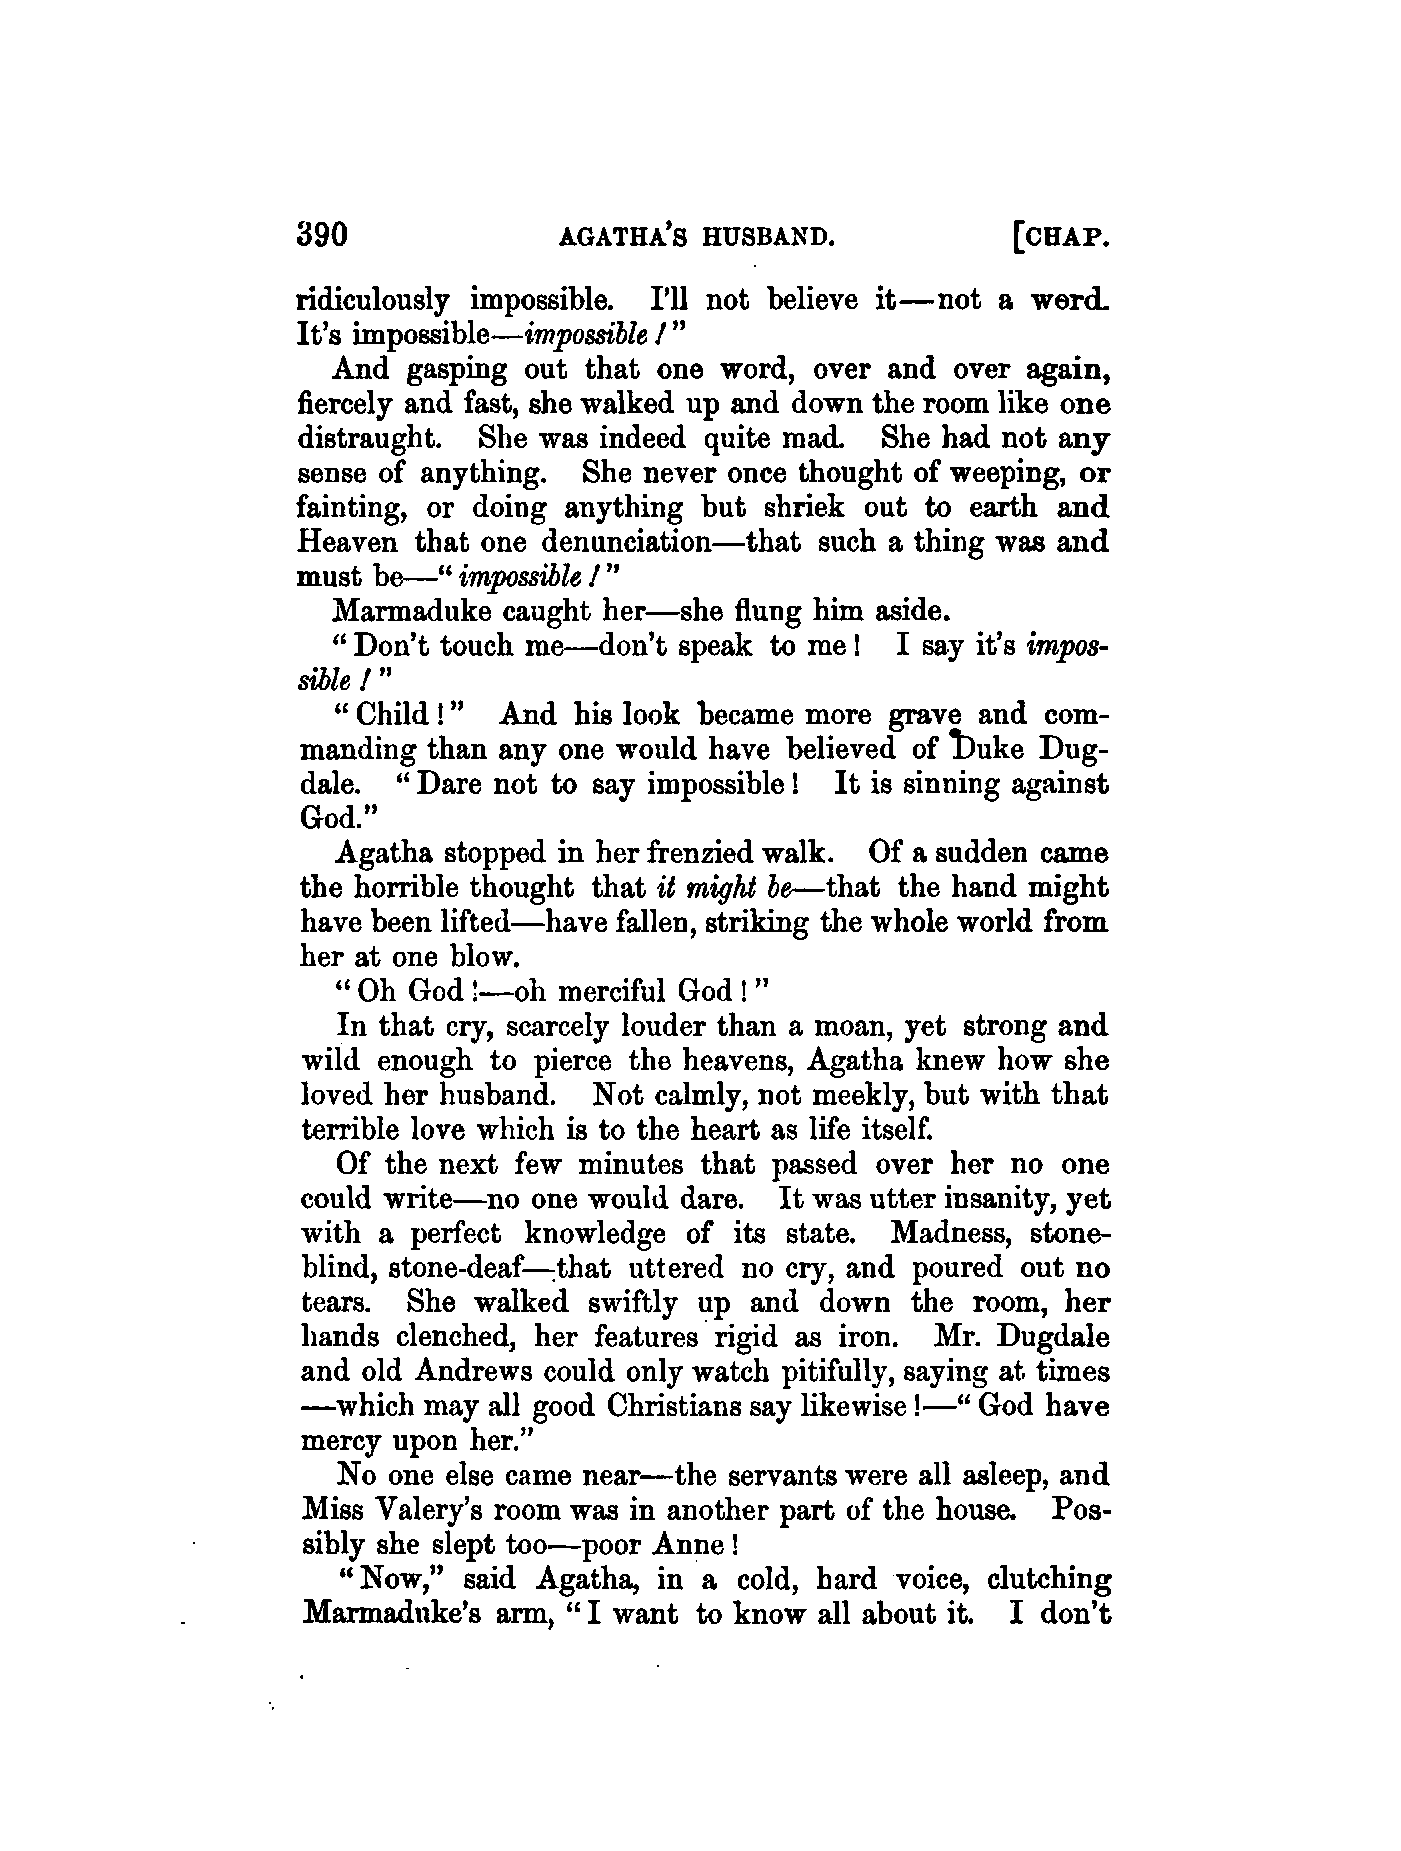 390 AGATHA'S HUSBAND. [CHAP.
ridiculously impossible. I'll not believe it—not a word.
It's impossible—impossible!"
And gasping out that one word, over and over again,
fiercely and fast, she walked up and down the room like one
distraught. She was indeed quite mad. She had not any
sense of anything. She never once thought of weeping, or
fainting, or doing anything but shriek out to earth and
Heaven that one denunciation—that such a thing was and
must be—"impossible!"
Marmaduke caught her—she flung him aside.
"Don't touch me—don't speak to me! I say it's impos-
sible!"
"Child!" And his look became more grave and com-
manding than any one would have believed of Duke Dug-
dale. "Dare not to say impossible! It is sinning against
God."
Agatha stopped in her frenzied walk. Of a sudden came
the horrible thought that it might be—that the hand might
have been lifted—have fallen, striking the whole world from
her at one blow.
"Oh God!—oh merciful God!"
In that cry, scarcely louder than a moan, yet strong and
wild enough to pierce the heavens, Agatha knew how she
loved her husband. Not calmly, not meekly, but with that
terrible love which is to the heart as life itself.
Of the next few minutes that passed over her no one
could write—no one would dare. It was utter insanity, yet
with a perfect knowledge of its state. Madness, stone-
blind, stone-deaf—that uttered no cry, and poured out no
tears. She walked swiftly up and down the room, her
hands clenched, her features rigid as iron. Mr. Dugdale
and old Andrews could only watch pitifully, saying at times
—which may all good Christians say likewise!—"God have
mercy upon her."
No one else came near—the servants were all asleep, and
Miss Valery's room was in another part of the house. Pos-
sibly she slept too—poor Anne!
"Now," said Agatha, in a cold, hard voice, clutching
Marmaduke's arm, "I want to know all about it. I don't